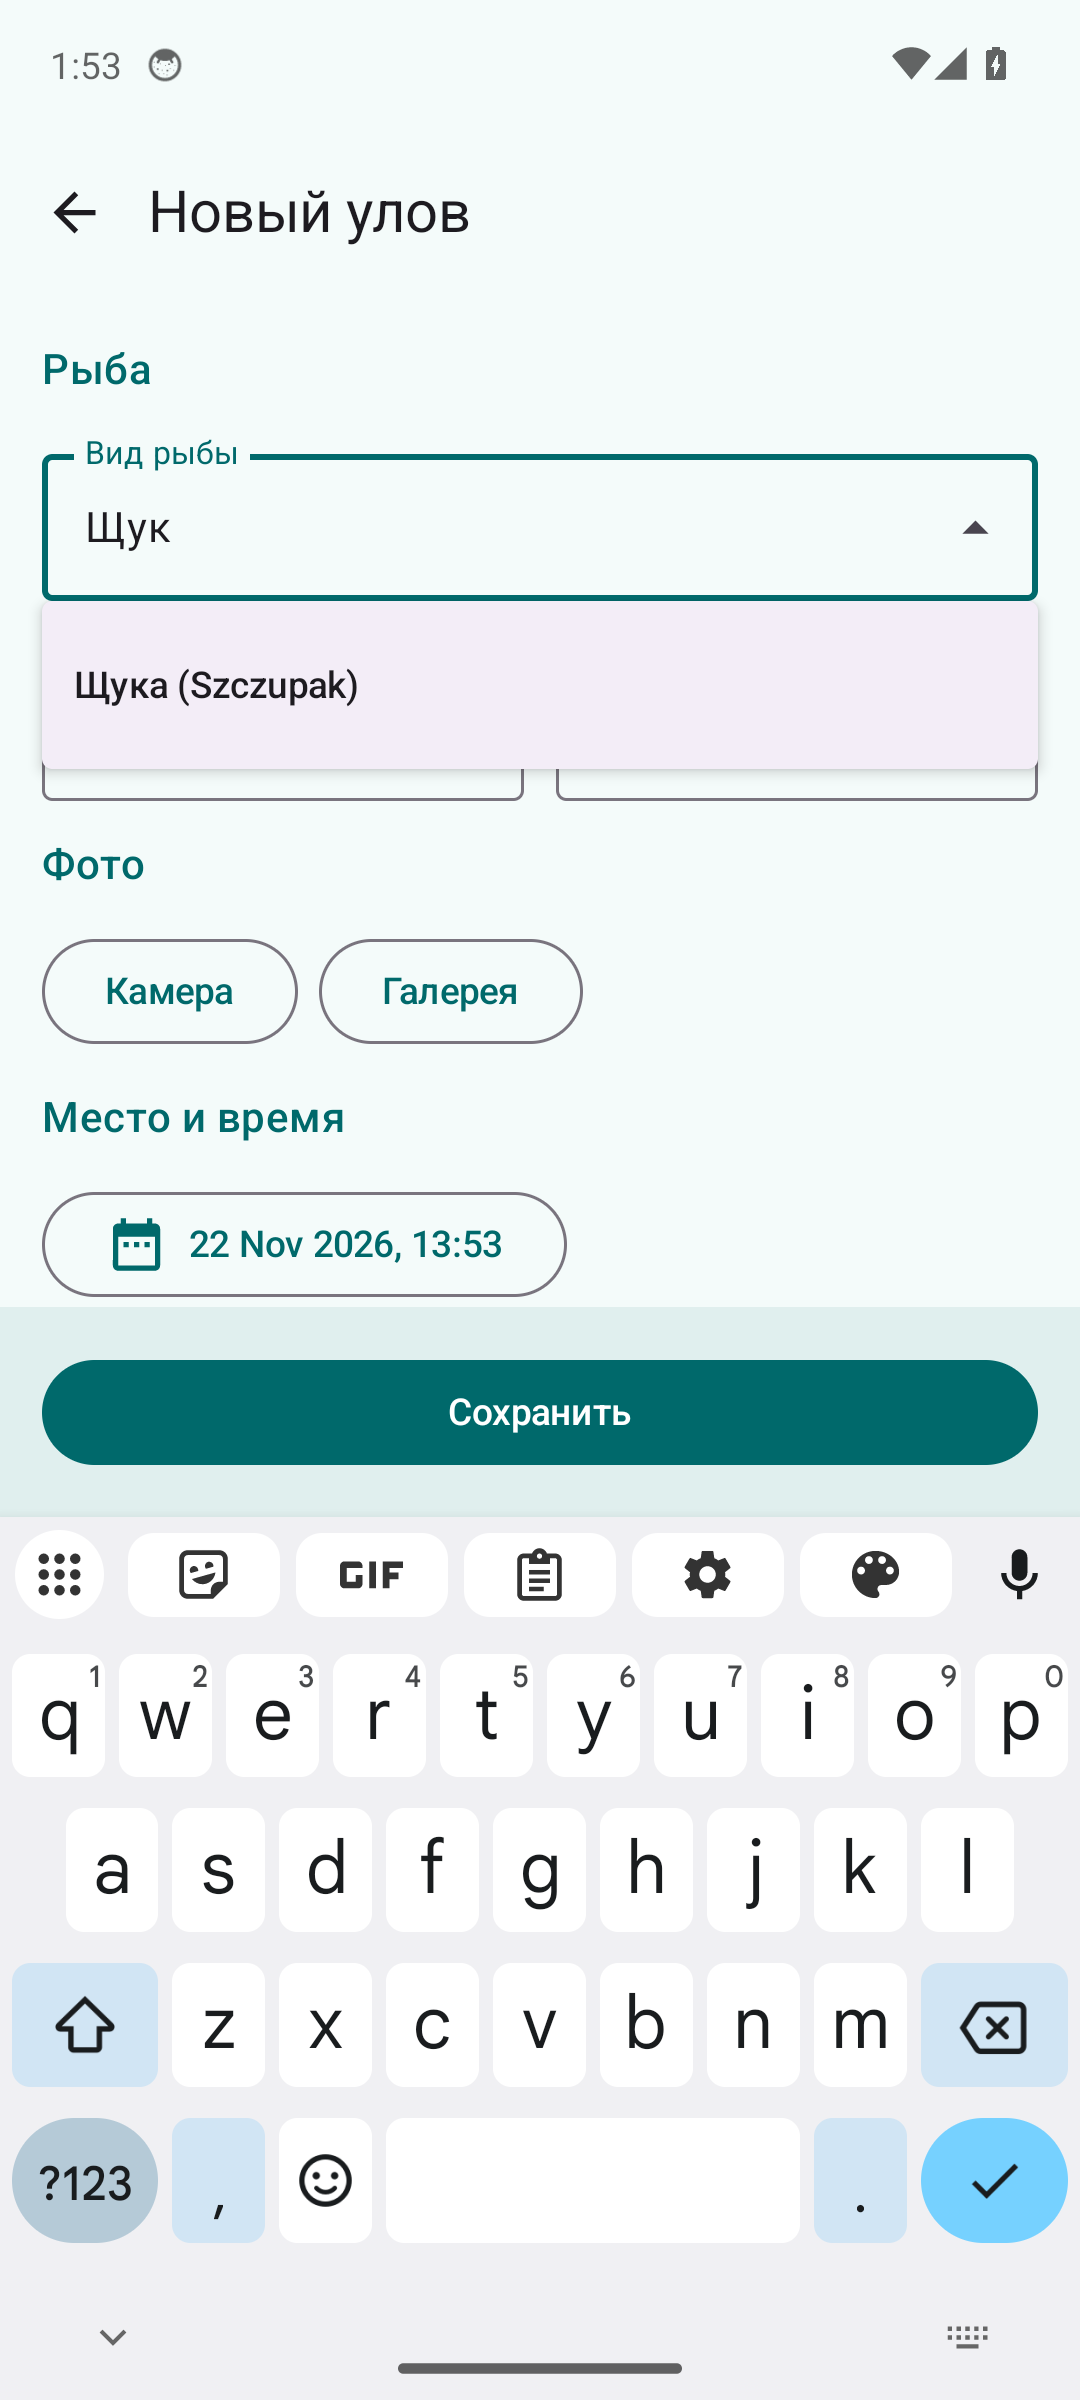 1:53
Новый улов
Рыба
Вид рыбы
Щук
Щука (Szczupak)
Фото
Камера
Галерея
Место и время
22 Nov 2026, 13:53
Сохранить
GIF
q 1 w 2 e 3 r 4 t 5 y 6 u 7 i 8 o 9 p 0
a s d f g h j k l
z x c v b n m
?123 , .